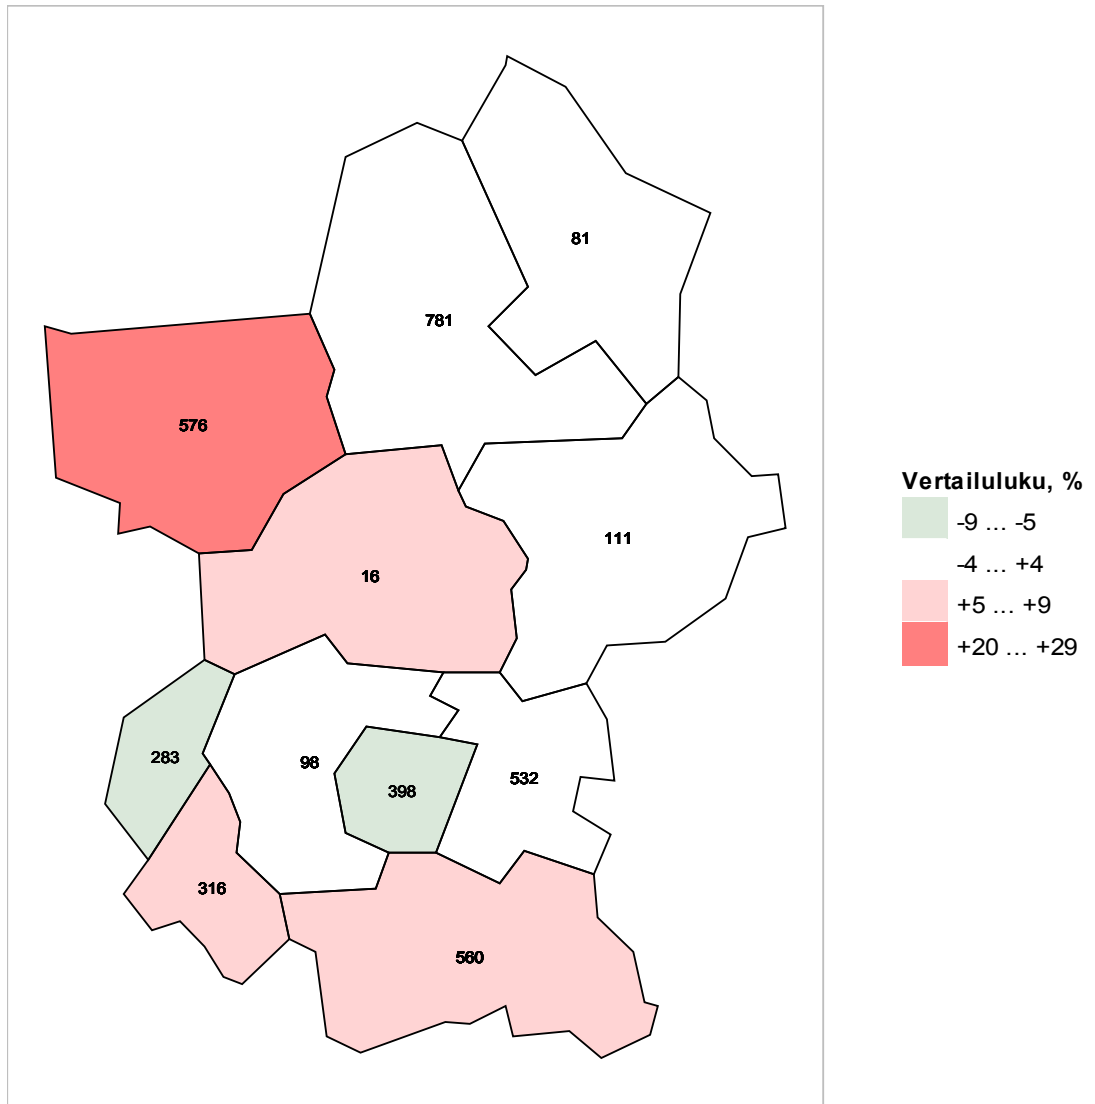 81
781
576
111
16
283
98
398
532
316
560
Vertailuluku, %
-9 ... -5
-4 ... +4
+5 ... +9
+20 ... +29